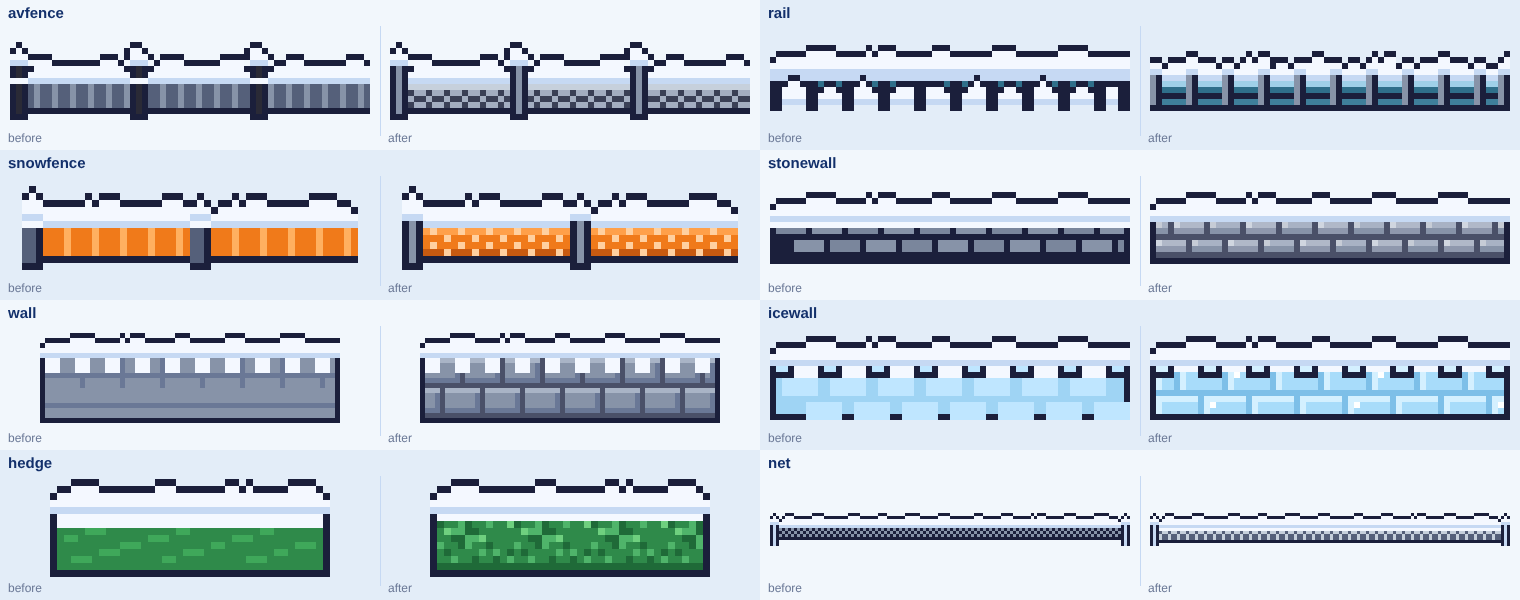 avfence
before
after
rail
before
after
snowfence
before
after
stonewall
before
after
wall
before
after
icewall
before
after
hedge
before
after
net
before
after